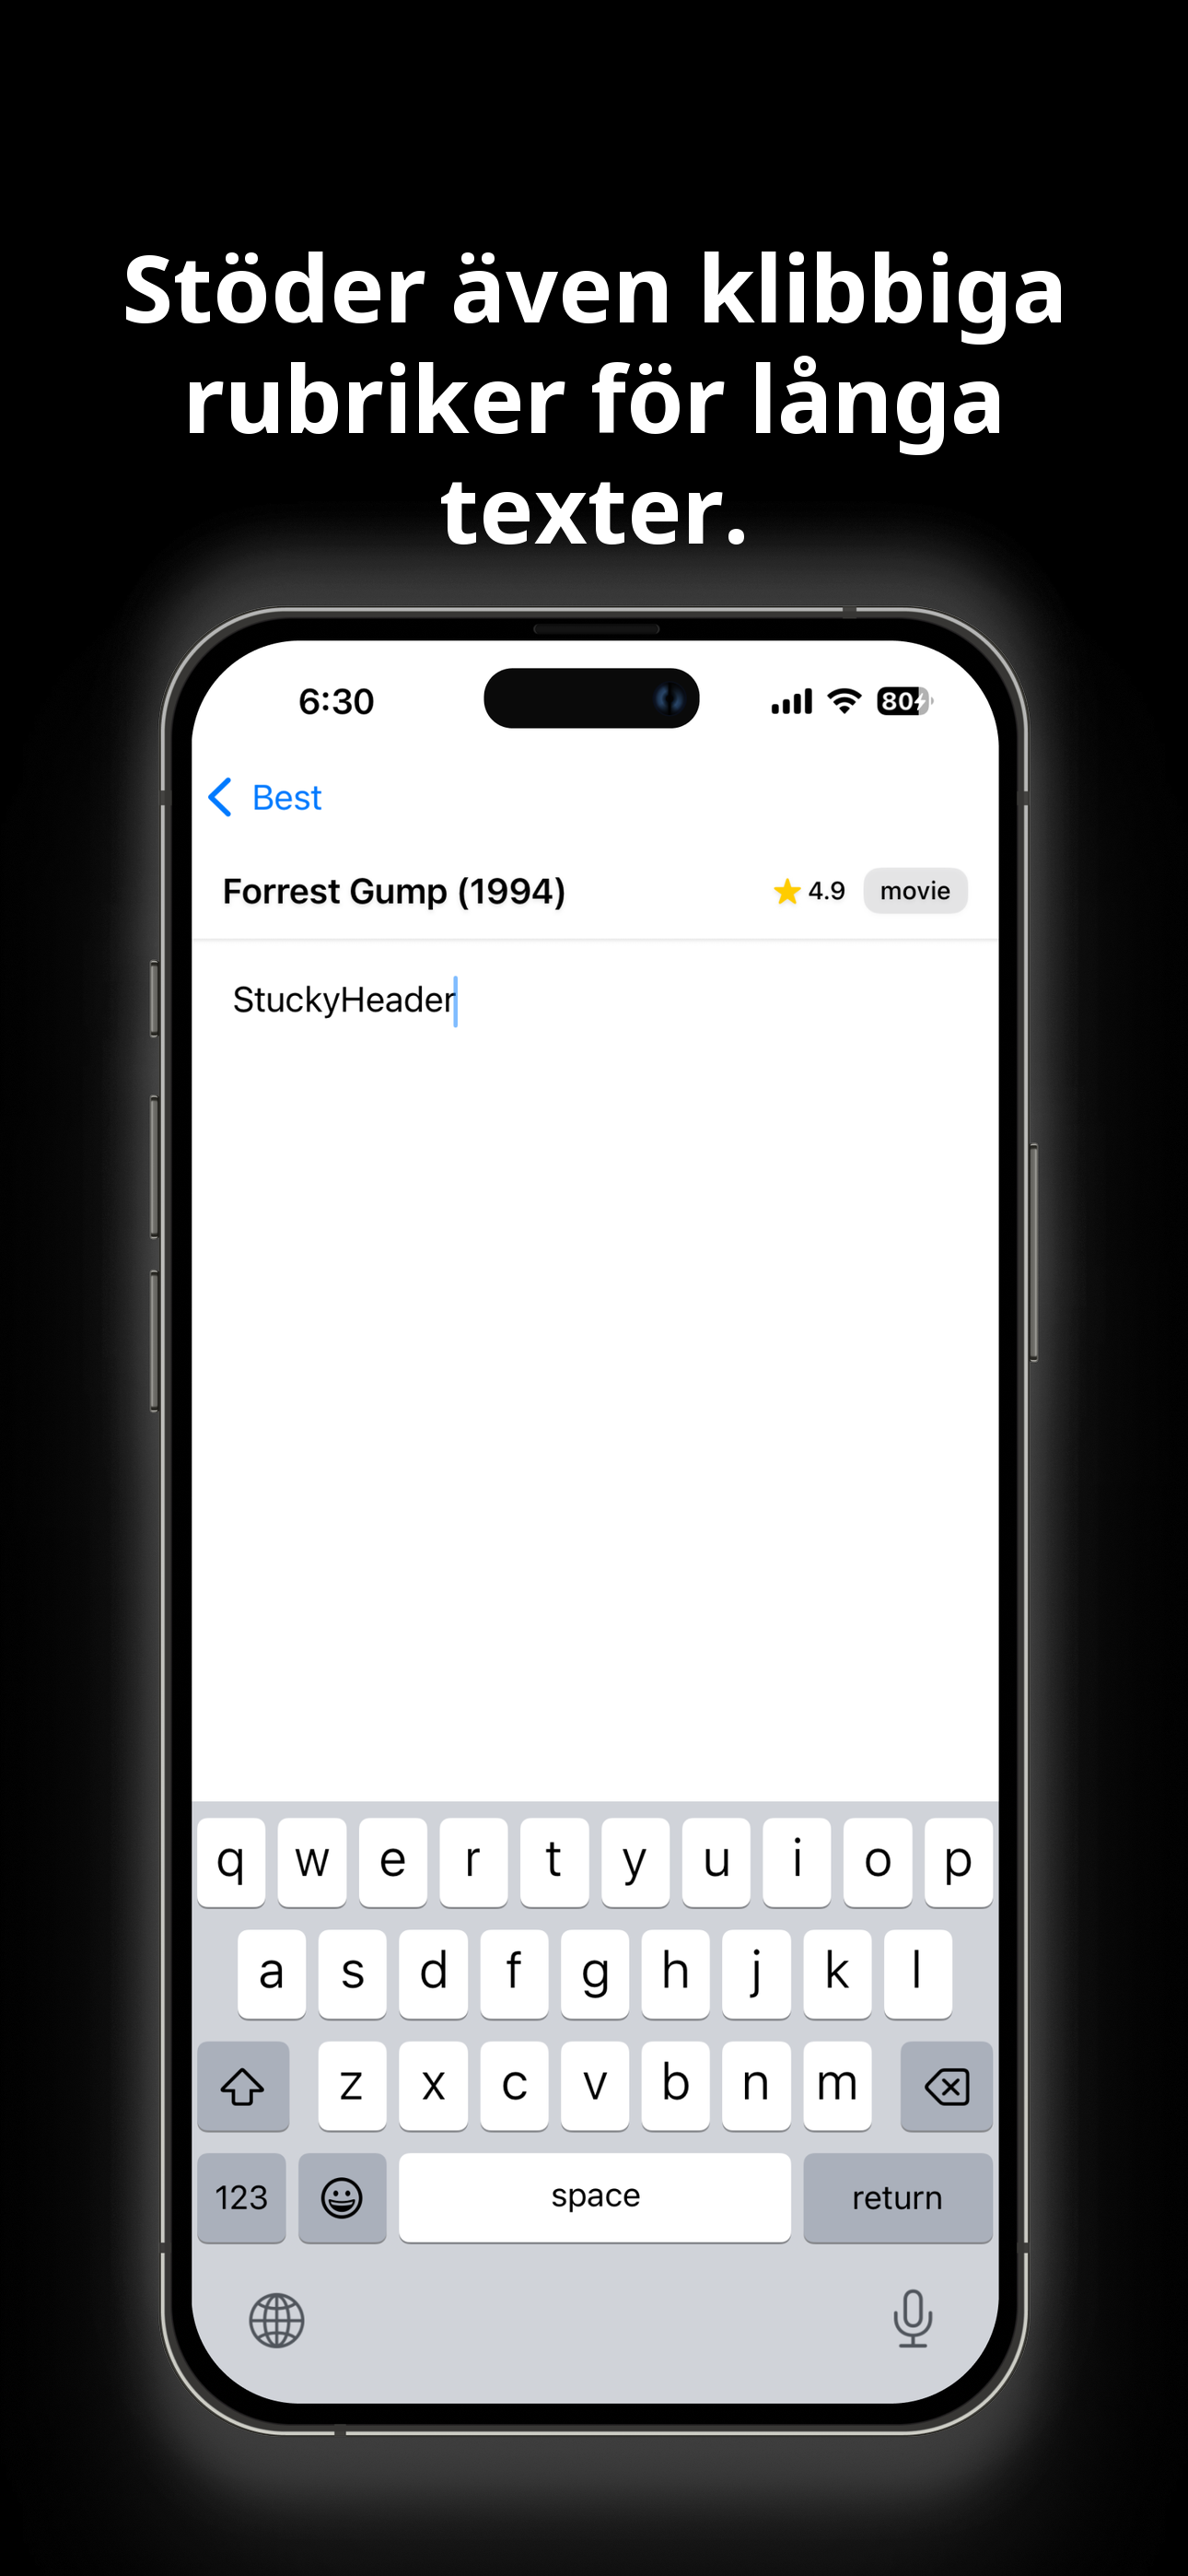 Stöder även klibbiga
rubriker för långa
texter.
6:30
80
Best
Forrest Gump (1994)
4.9
movie
StuckyHeader
q w e r t y u i o p
a s d f g h j k l
z x c v b n m
123
space
return